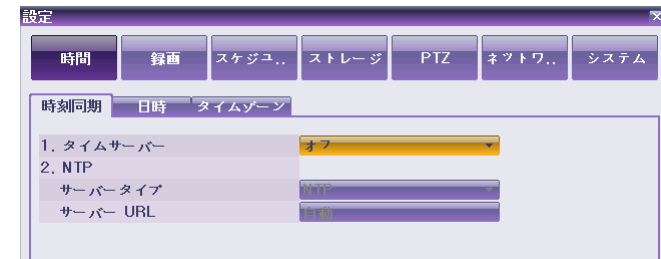 設定
時間 録画 スケジュ.. ストレージ PTZ ネットワ.. システム
時刻同期 日時 タイムゾーン
1. タイムサーバー オフ
2. NTP
サーバータイプ NTP
サーバー URL 自動